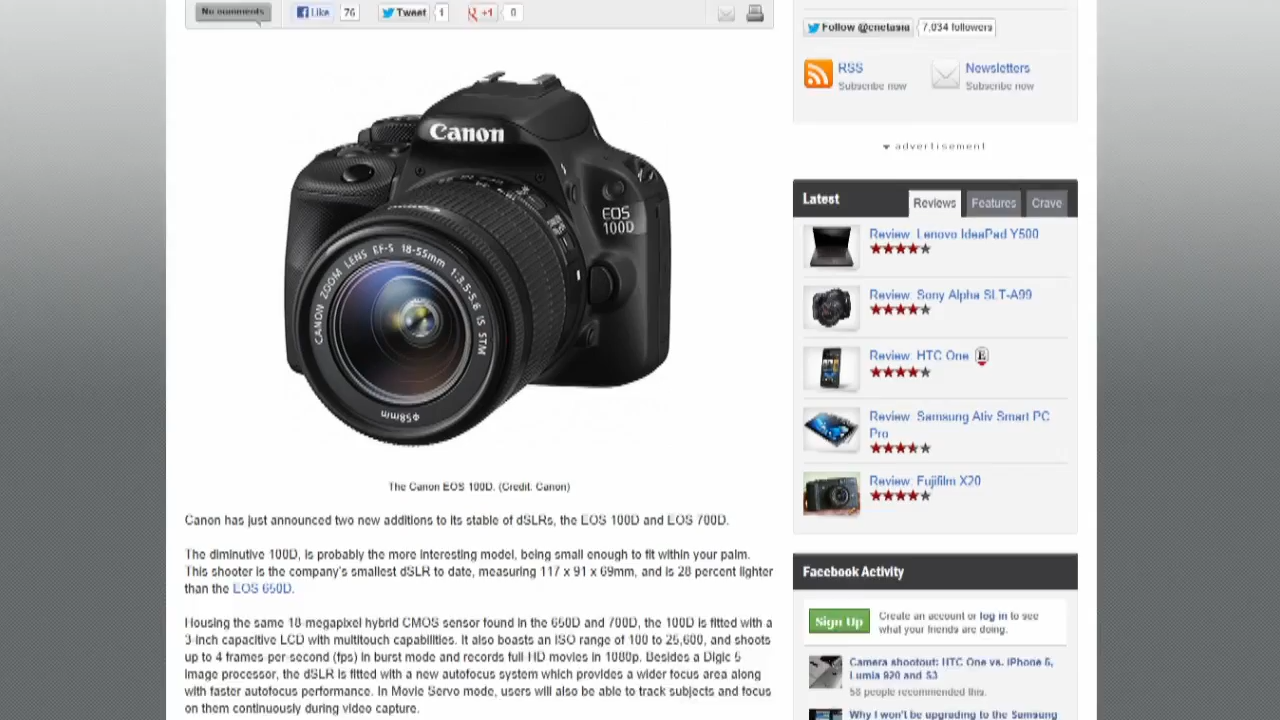 No comments
Like
76
Tweet
1
+1
0
Canon
EOS
100D
CANON ZOOM LENS EF-S 18-55mm 1:3.5-5.6 IS STM
φ58mm
The Canon EOS 100D. (Credit: Canon)
Canon has just announced two new additions to its stable of dSLRs, the EOS 100D and EOS 700D.
The diminutive 100D, is probably the more interesting model, being small enough to fit within your palm.
This shooter is the company's smallest dSLR to date, measuring 117 x 91 x 69mm, and is 28 percent lighter
than the EOS 650D.
Housing the same 18-megapixel hybrid CMOS sensor found in the 650D and 700D, the 100D is fitted with a
3-inch capacitive LCD with multitouch capabilities. It also boasts an ISO range of 100 to 25,600, and shoots
up to 4 frames per second (fps) in burst mode and records full-HD movies in 1080p. Besides a Digic 5
image processor, the dSLR is fitted with a new autofocus system which provides a wider focus area along
with faster autofocus performance. In Movie Servo mode, users will also be able to track subjects and focus
on them continuously during video capture.
Follow @cnetasia
7,034 followers
RSS
Subscribe now
Newsletters
Subscribe now
advertisement
Latest
Reviews
Features
Crave
Review: Lenovo IdeaPad Y500
Review: Sony Alpha SLT-A99
Review: HTC One
Review: Samsung Ativ Smart PC
Pro
Review: Fujifilm X20
Facebook Activity
Sign Up
Create an account or log in to see
what your friends are doing.
Camera shootout: HTC One vs. iPhone 5,
Lumia 920 and S3
58 people recommended this.
Why I won't be upgrading to the Samsung